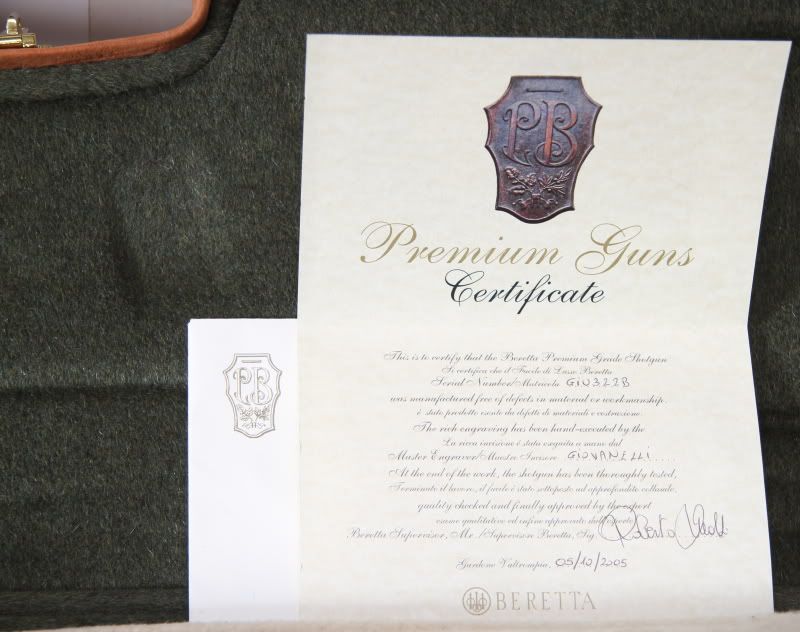 PB
Premium Guns
Certificate
This is to certify that the Beretta Premium Grade Shotgun
Si certifica che il Fucile di Lusso Beretta
Serial Number/Matricola
was manufactured free of defects in material or workmanship.
è stato prodotto esente da difetti di materiali e costruzione.
The rich engraving has been hand-executed by the
La ricca incisione è stata eseguita a mano dal
Master Engraver/Maestro Incisore GIOVANELLI.....
At the end of the work, the shotgun has been thoroughly tested,
Terminato il lavoro, il fucile è stato sottoposto ad approfondito collaudo,
quality checked and finally approved by the expert
esame qualitativo ed infine approvato dall'esperto
Beretta Supervisor, Mr. /Supervisore Beretta, Sig. Roberto
Gardone Valtrompia, 05/10/2005
BERETTA
PB